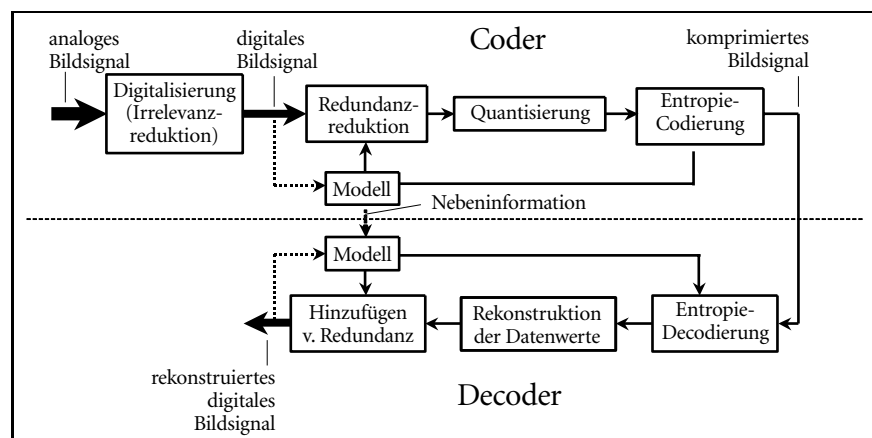 analoges
Bildsignal
digitales
Bildsignal
Coder
komprimiertes
Bildsignal
Digitalisierung
(Irrelevanz-
reduktion)
Redundanz-
reduktion
Quantisierung
Entropie-
Codierung
Modell
Nebeninformation
Modell
Hinzufügen
v. Redundanz
Rekonstruktion
der Datenwerte
Entropie-
Decodierung
rekonstruiertes
digitales
Bildsignal
Decoder